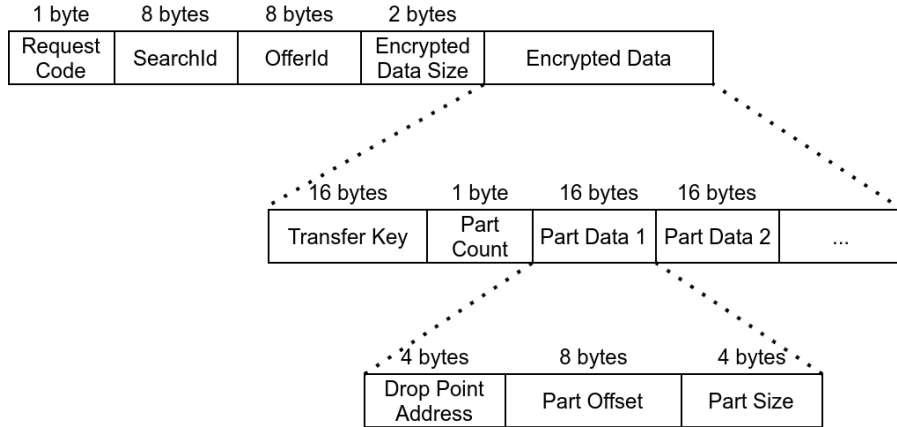 1 byte 8 bytes 8 bytes 2 bytes
Request Code SearchId OfferId Encrypted Data Size Encrypted Data
16 bytes 1 byte 16 bytes 16 bytes
Transfer Key Part Count Part Data 1 Part Data 2 ...
4 bytes 8 bytes 4 bytes
Drop Point Address Part Offset Part Size